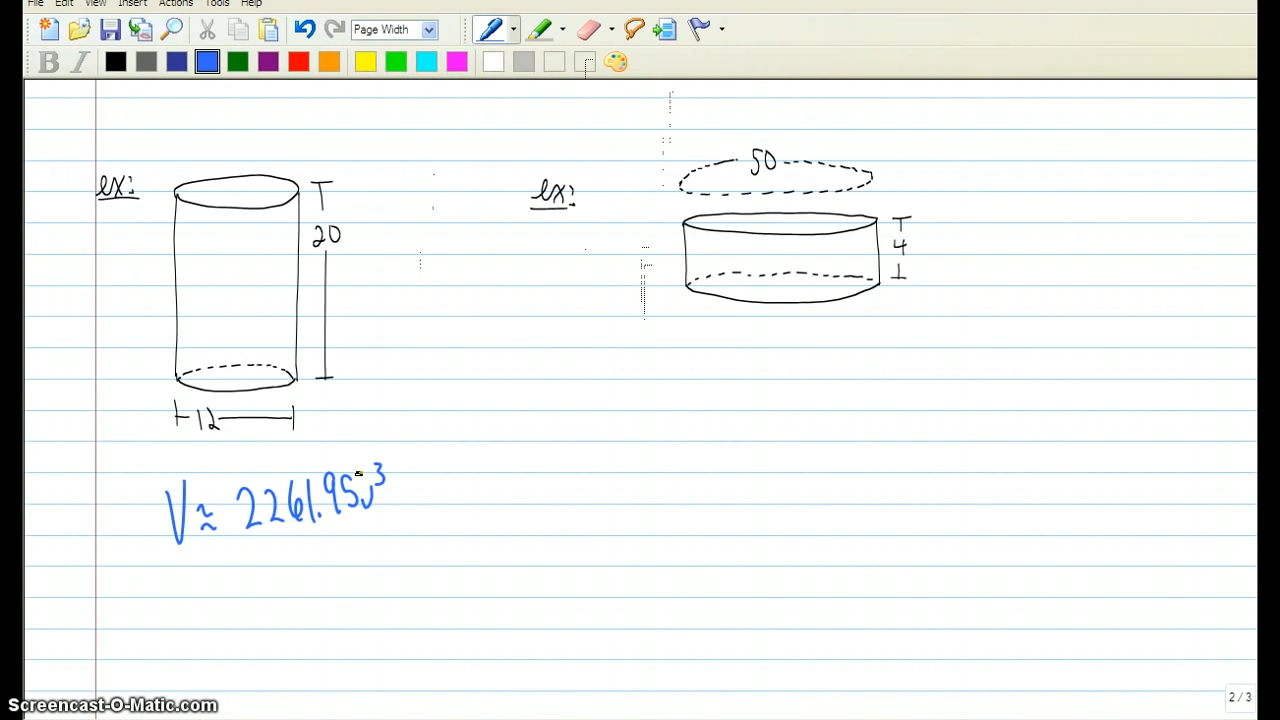 File Edit View Insert Actions Tools Help
Page Width
B I
ex:
20
12
V ≈ 2261.95u³
ex:
50
4
2 / 3
Screencast-O-Matic.com